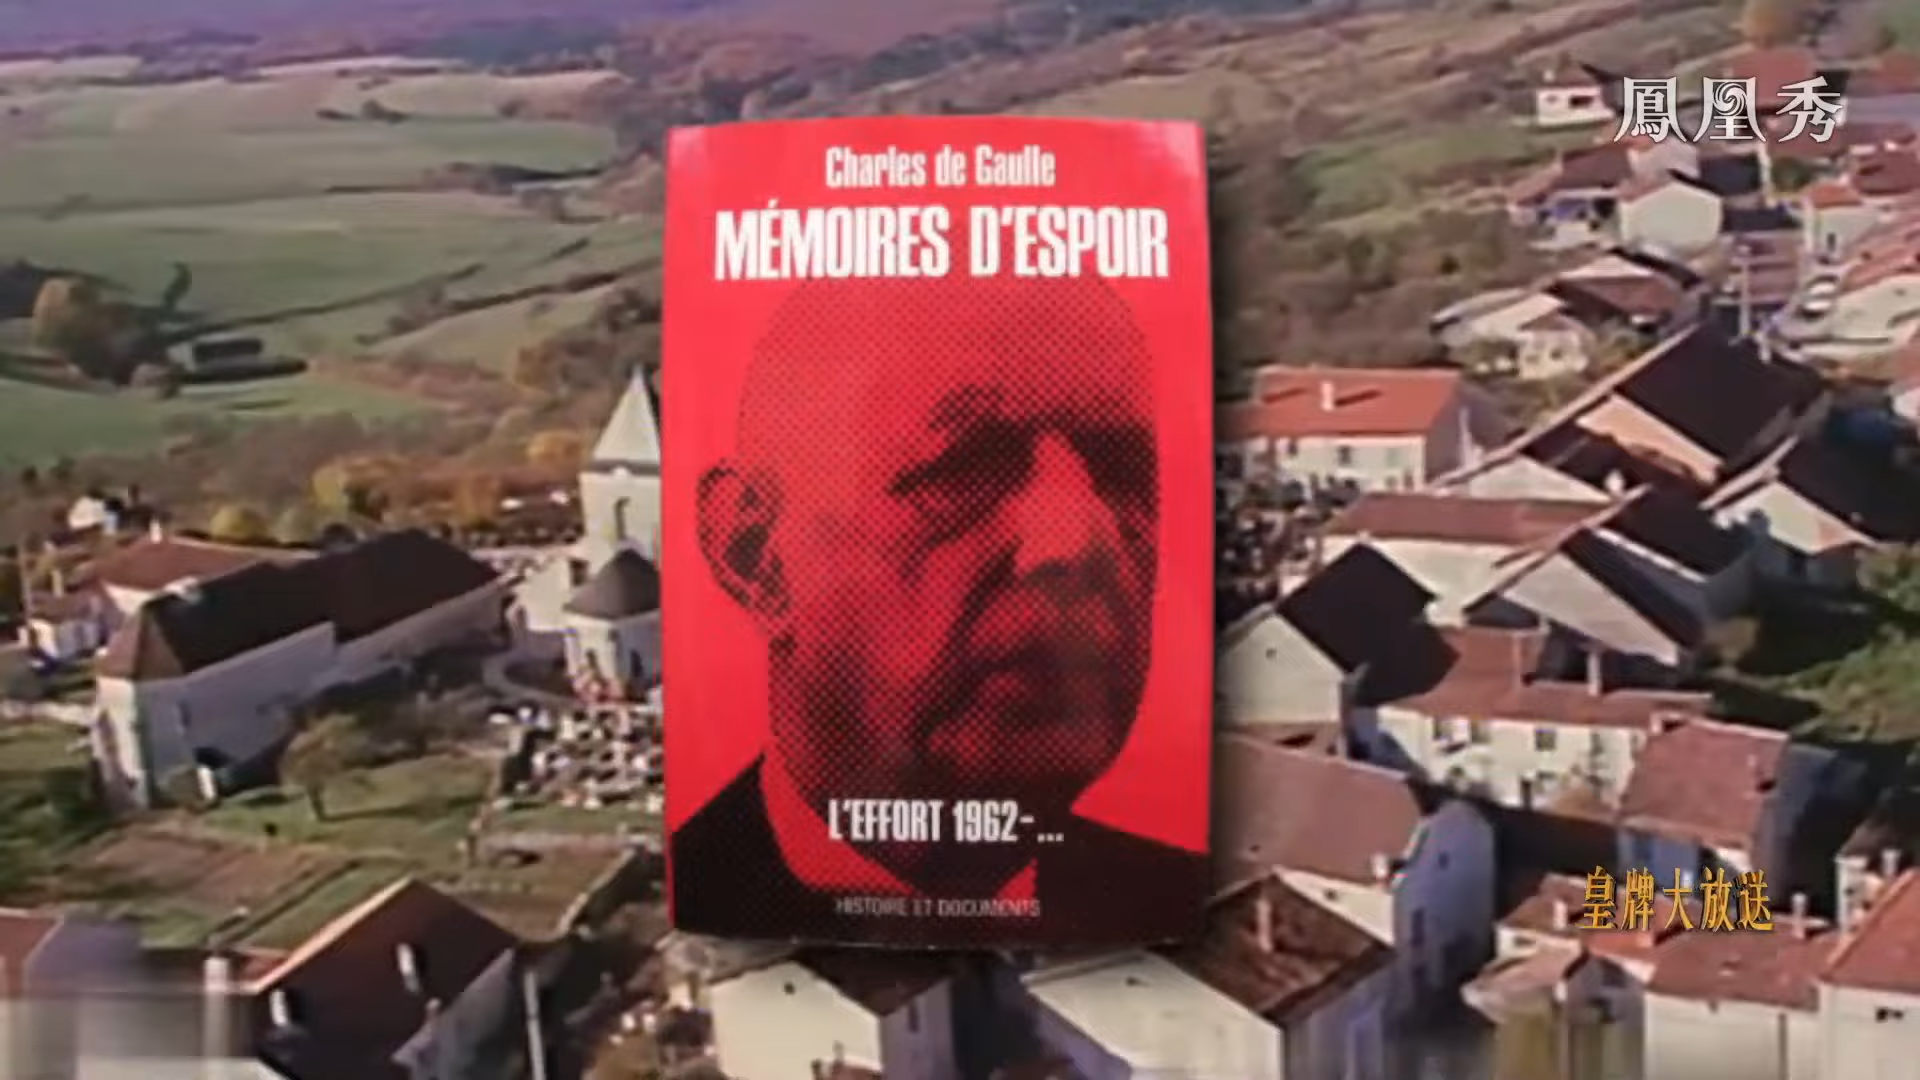 鳳凰秀
Charles de Gaulle
MÉMOIRES D'ESPOIR
L'EFFORT 1962-...
皇牌大放送
HISTOIRE ET DOCUMENTS